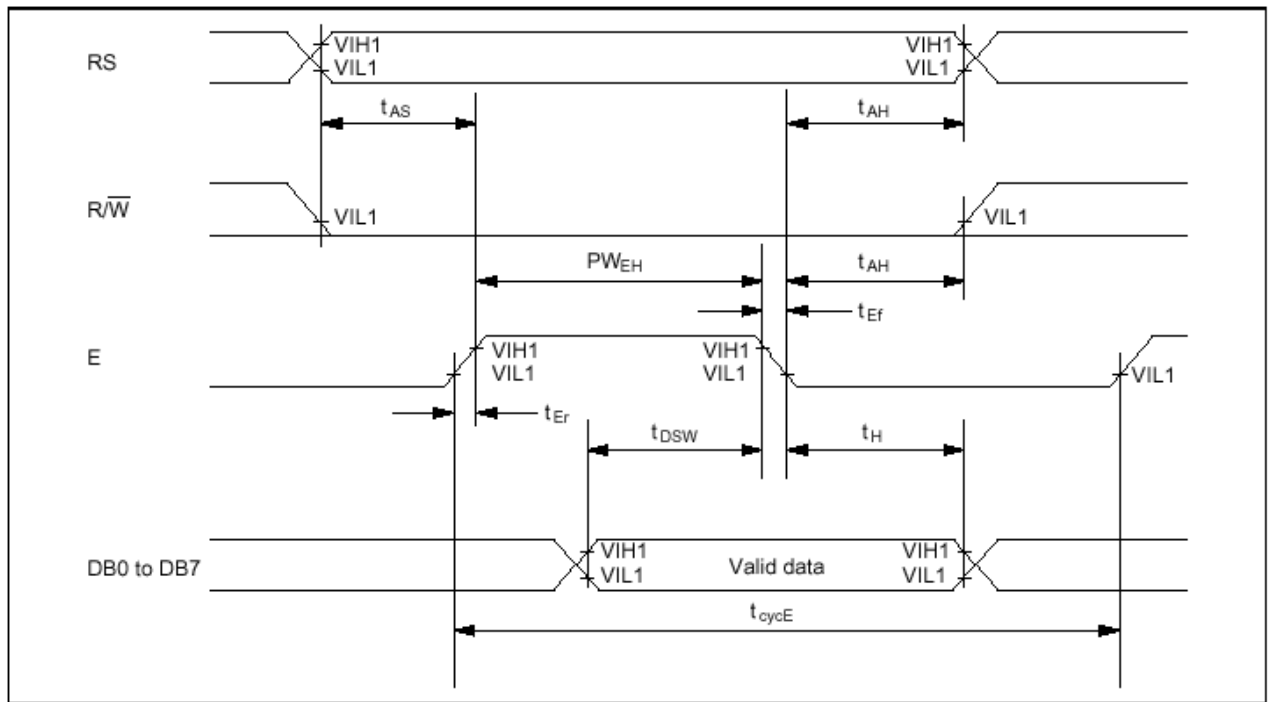 RS
VIH1
VIL1
VIH1
VIL1
tAS
tAH
R/W̅
VIL1
VIL1
PWEH
tAH
tEf
E
VIH1
VIL1
VIH1
VIL1
VIL1
tEr
tDSW
tH
DB0 to DB7
VIH1
VIL1
Valid data
VIH1
VIL1
tcycE